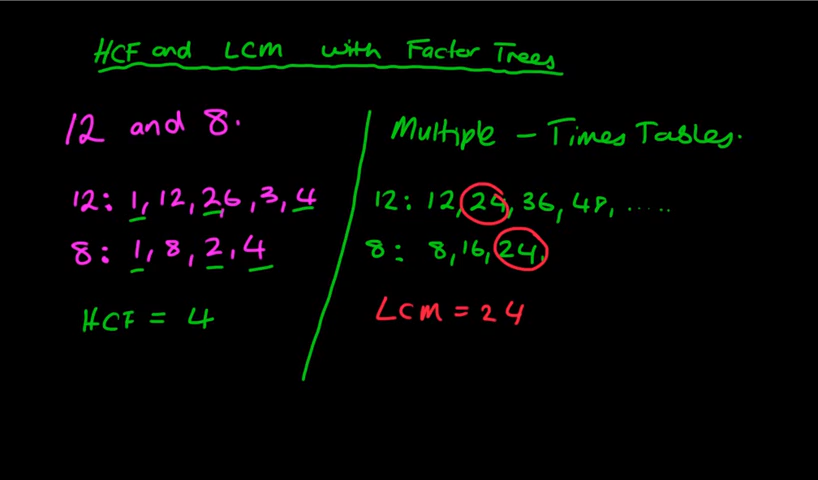 HCF and LCM with Factor Trees
12 and 8.
12: 1, 12, 2, 6, 3, 4
8: 1, 8, 2, 4
HCF = 4
Multiple - Times Tables.
12: 12, 24, 36, 48, .....
8: 8, 16, 24,
LCM = 24